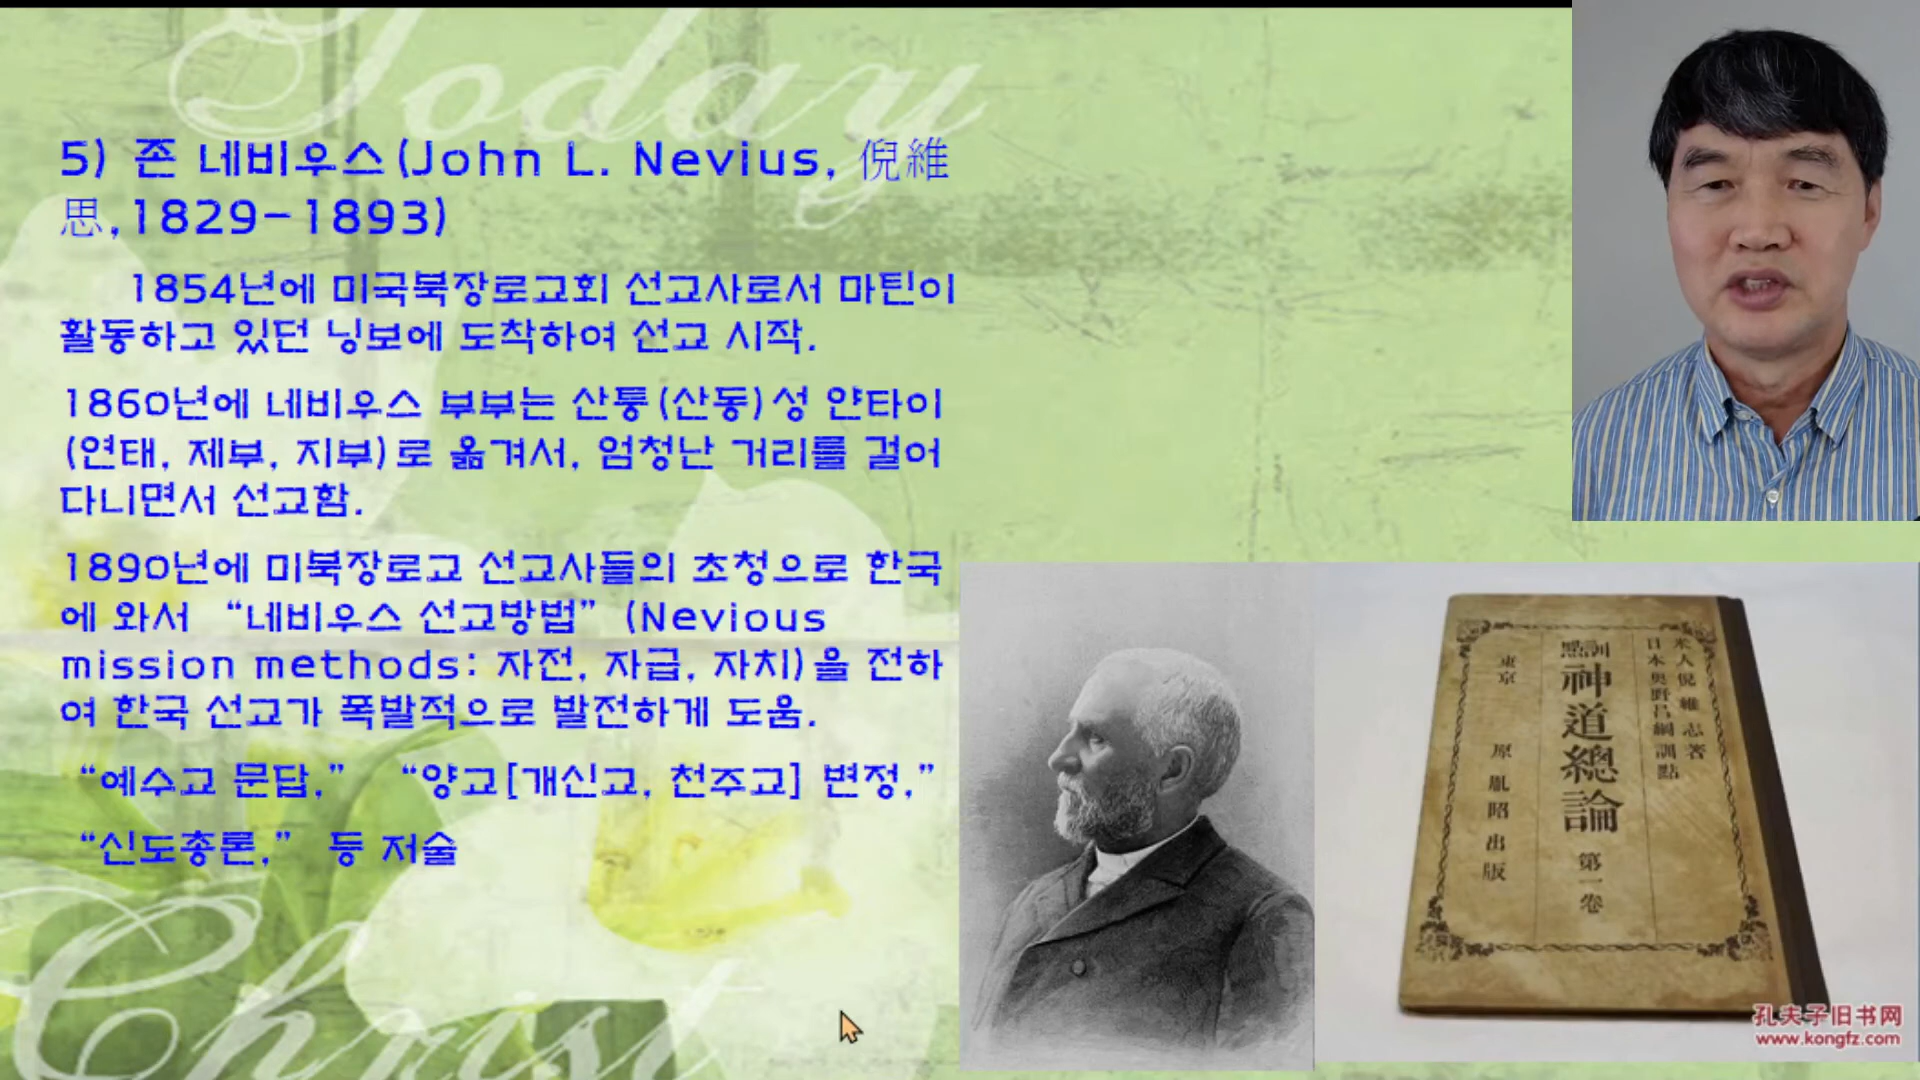 Today
5) 존 네비우스(John L. Nevius, 倪維
思,1829-1893)
1854년에 미국북장로교회 선교사로서 마틴이
활동하고 있던 닝보에 도착하여 선교 시작.
1860년에 네비우스 부부는 산퉁(산동)성 얀타이
(연태, 제부, 지부)로 옮겨서, 엄청난 거리를 걸어
다니면서 선교함.
1890년에 미북장로교 선교사들의 초청으로 한국
에 와서 “네비우스 선교방법” (Nevious
mission methods: 자전, 자급, 자치)을 전하
여 한국 선교가 폭발적으로 발전하게 도움.
“예수교 문답,” “양교[개신교, 천주교] 변정,”
“신도총론,” 등 저술
Christ
米人倪維志著
日本奥野昌綱訓點
訓點
神道總論 第一卷
東京 原胤昭出版
孔夫子旧书网
www.kongfz.com